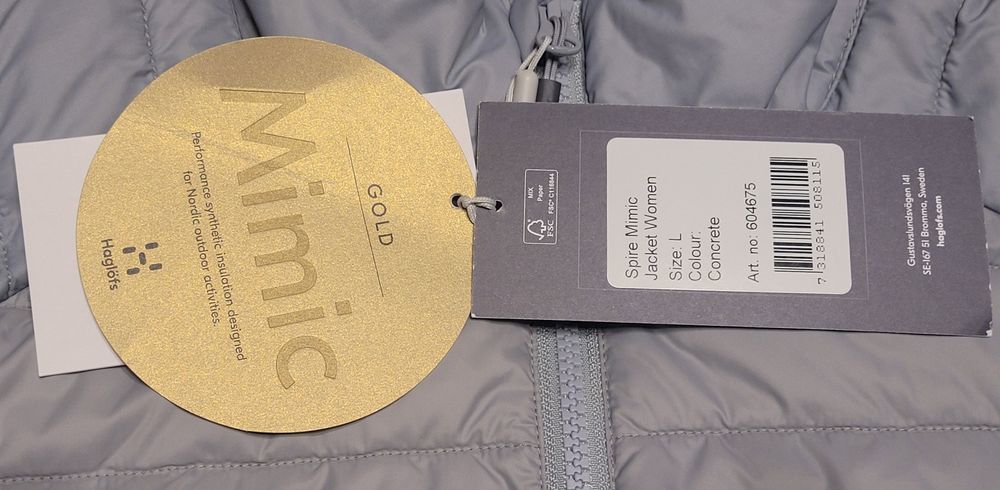 GOLD
Mimic
Performance synthetic insulation designed
for Nordic outdoor activities.
Haglöfs
FSC
MIX
Paper
FSC® C118844
Spire Mimic
Jacket Women
Size: L
Colour:
Concrete
Art. no: 604675
7 318841 508115
Gustavslundsvägen 141
SE-167 51 Bromma, Sweden
haglofs.com